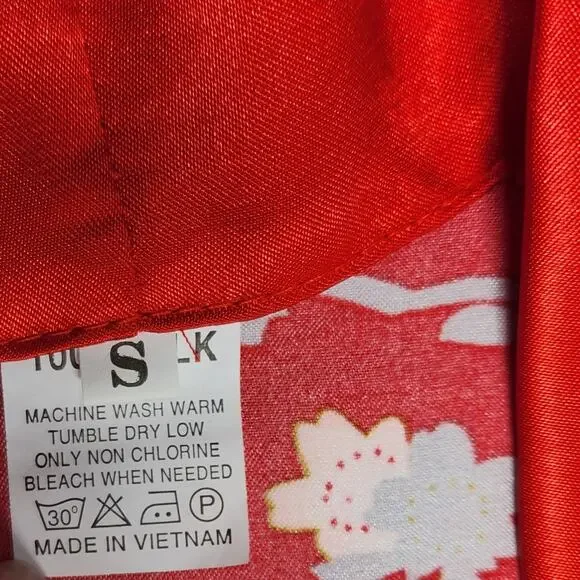 S
MACHINE WASH WARM
TUMBLE DRY LOW
ONLY NON CHLORINE
BLEACH WHEN NEEDED
30° P
MADE IN VIETNAM